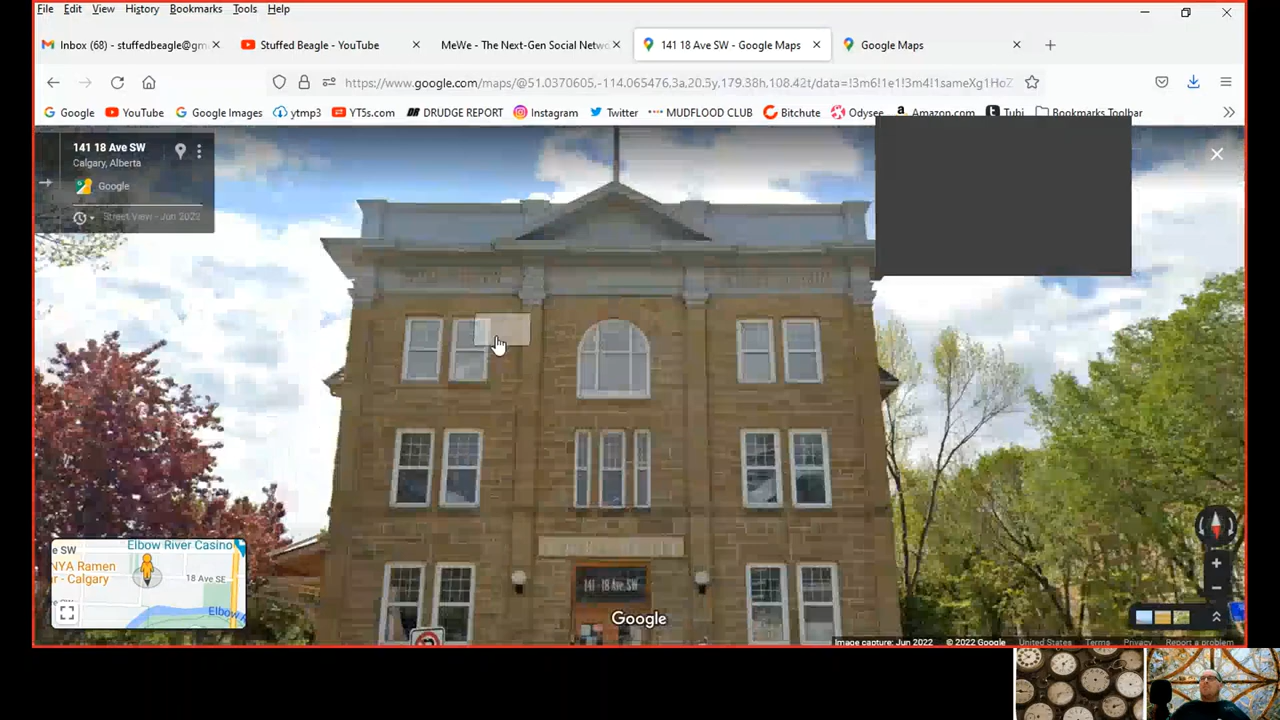 File Edit View History Bookmarks Tools Help
Inbox (68) - stuffedbeagle@gm
Stuffed Beagle - YouTube
MeWe - The Next-Gen Social Netwo
141 18 Ave SW - Google Maps
Google Maps
https://www.google.com/maps/@51.0370605,-114.065476,3a,20.5y,179.38h,108.42t/data=!3m6!1e1!3m4!1sameXg1HoZ
Google YouTube Google Images ytmp3 YT5s.com DRUDGE REPORT Instagram Twitter MUDFLOOD CLUB Bitchute Odysee Amazon.com Tubi Bookmarks Toolbar
141 18 Ave SW
Calgary, Alberta
Google
Street View - Jun 2022
141 - 18 Ave. SW
Elbow River Casino
e SW
NYA Ramen
ar - Calgary
18 Ave SE
Elbow
Google
Image capture: Jun 2022 © 2022 Google United States Terms Privacy Report a problem